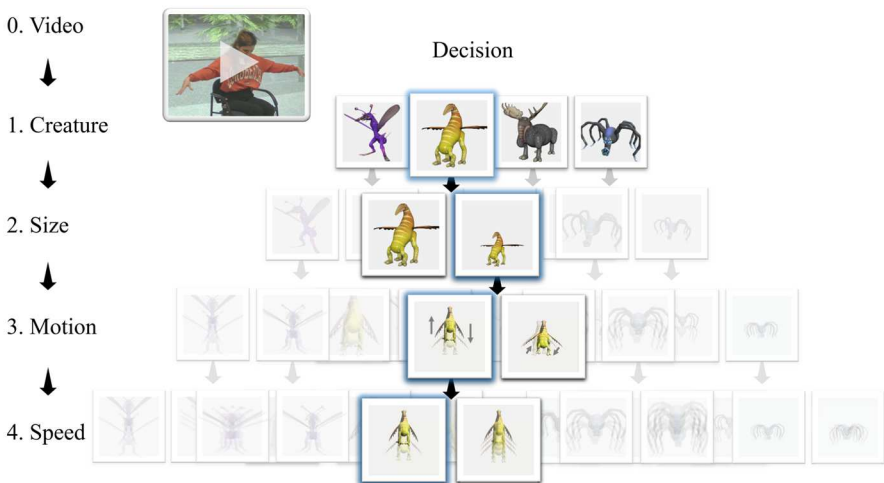 0. Video
Decision
1. Creature
2. Size
3. Motion
4. Speed